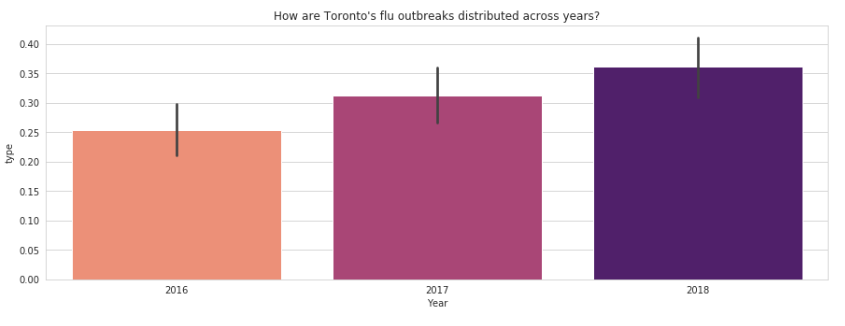 How are Toronto's flu outbreaks distributed across years?
0.40
0.35
0.30
0.25
0.20
0.15
0.10
0.05
0.00
type
2016 2017 2018
Year